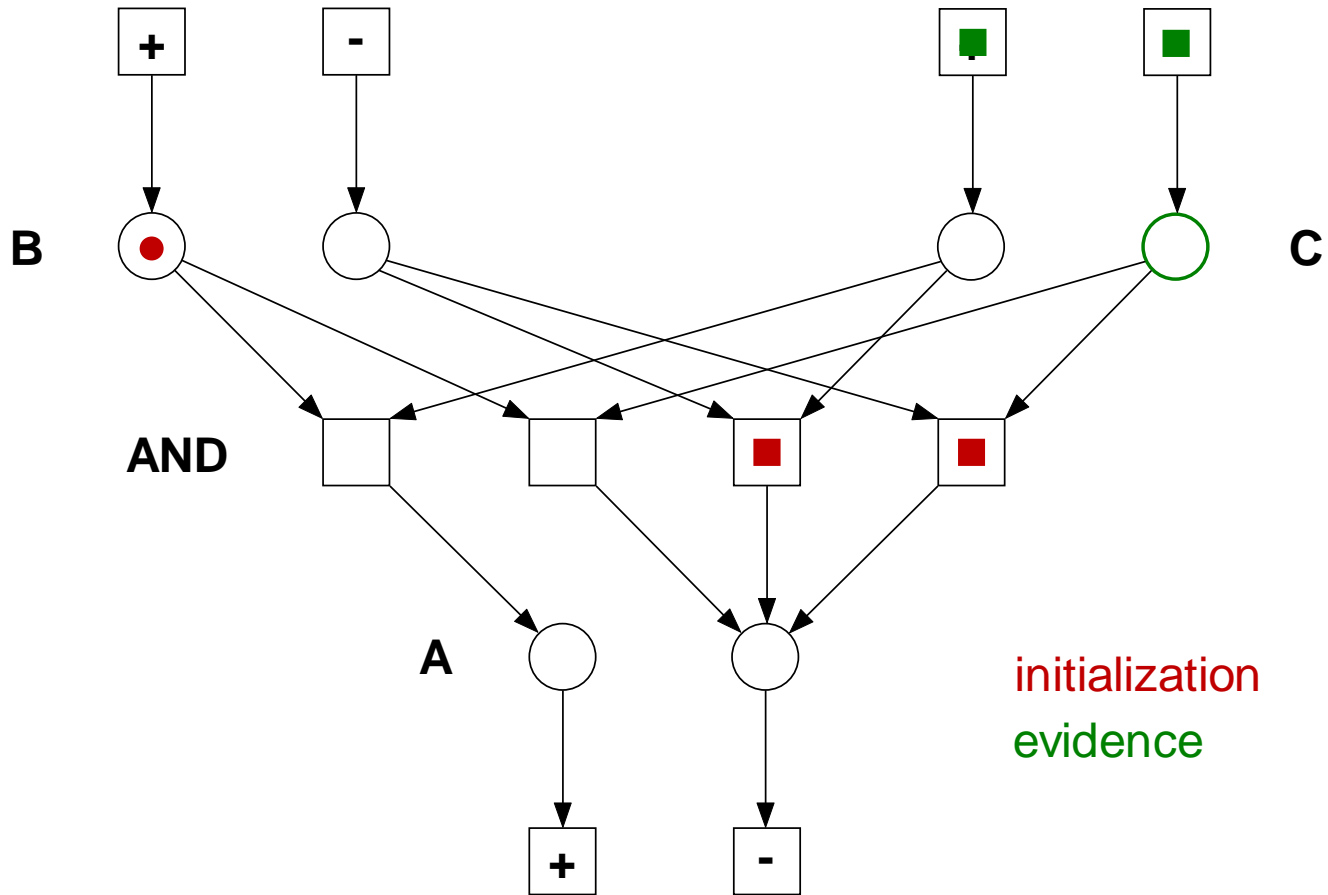 + -
B C
AND
A
initialization
evidence
+ -